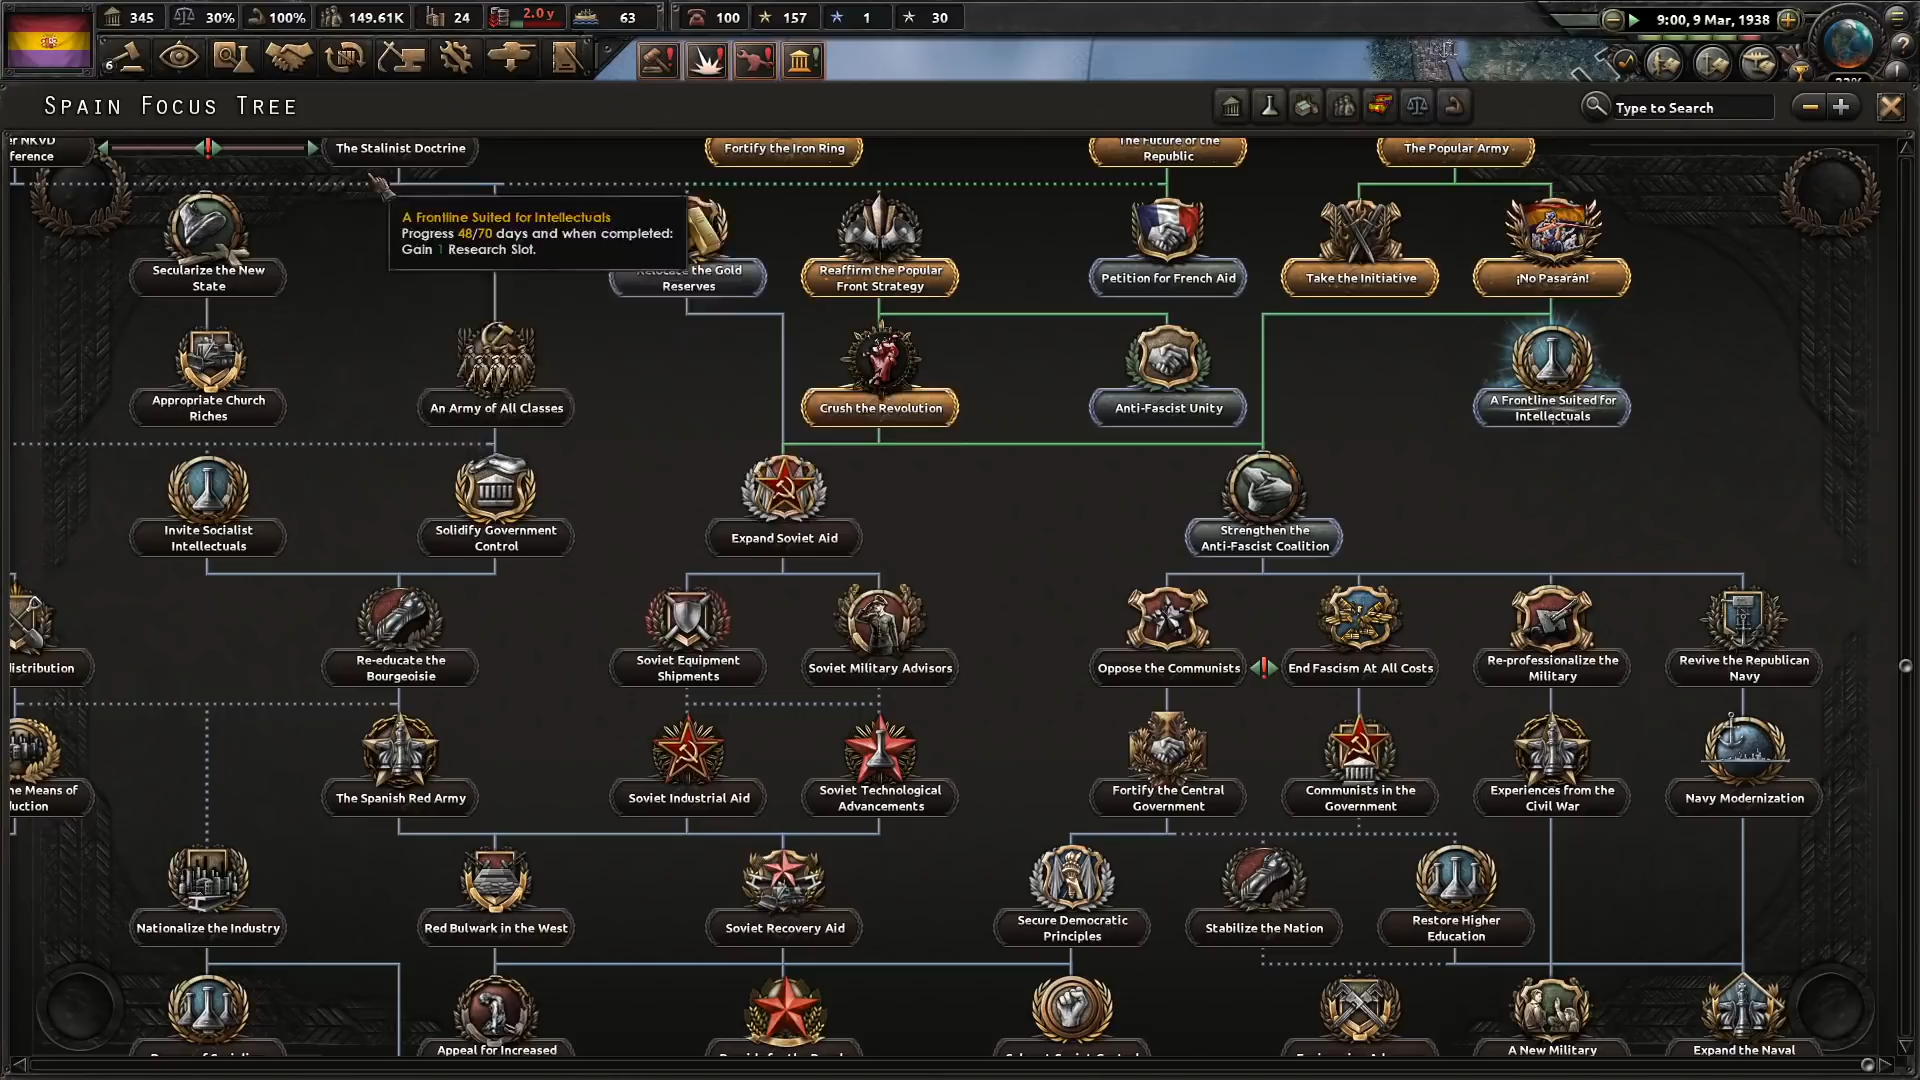 345
30%
100%
149.61K
24
2.0 y
63
100
157
1
30
9:00, 9 Mar, 1938
6
Spain Focus Tree
Type to Search
ference
The Stalinist Doctrine
Fortify the Iron Ring
The Future of the
Republic
The Popular Army
A Frontline Suited for Intellectuals
Progress 48/70 days and when completed:
Gain 1 Research Slot.
Secularize the New
State
Relocate the Gold
Reserves
Reaffirm the Popular
Front Strategy
Petition for French Aid
Take the Initiative
¡No Pasarán!
Appropriate Church
Riches
An Army of All Classes
Crush the Revolution
Anti-Fascist Unity
A Frontline Suited for
Intellectuals
Invite Socialist
Intellectuals
Solidify Government
Control
Expand Soviet Aid
Strengthen the
Anti-Fascist Coalition
distribution
Re-educate the
Bourgeoisie
Soviet Equipment
Shipments
Soviet Military Advisors
Oppose the Communists
End Fascism At All Costs
Re-professionalize the
Military
Revive the Republican
Navy
he Means of
duction
The Spanish Red Army
Soviet Industrial Aid
Soviet Technological
Advancements
Fortify the Central
Government
Communists in the
Government
Experiences from the
Civil War
Navy Modernization
Nationalize the Industry
Red Bulwark in the West
Soviet Recovery Aid
Secure Democratic
Principles
Stabilize the Nation
Restore Higher
Education
Appeal for Increased
A New Military
Expand the Naval